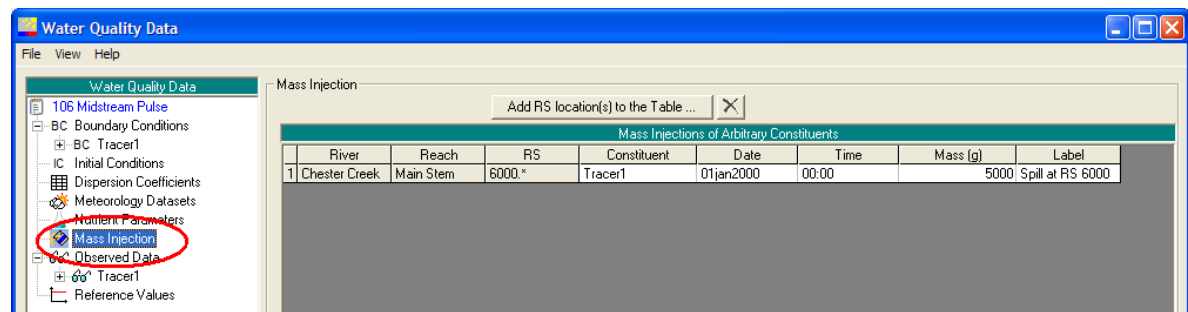 Water Quality Data
File View Help
Water Quality Data
106 Midstream Pulse
BC Boundary Conditions
BC Tracer1
IC Initial Conditions
Dispersion Coefficients
Meteorology Datasets
Nutrient Parameters
Mass Injection
Observed Data
Tracer1
Reference Values
Mass Injection
Add RS location(s) to the Table ...
Mass Injections of Arbitrary Constituents
River Reach RS Constituent Date Time Mass (g) Label
1 Chester Creek Main Stem 6000.* Tracer1 01jan2000 00:00 5000 Spill at RS 6000